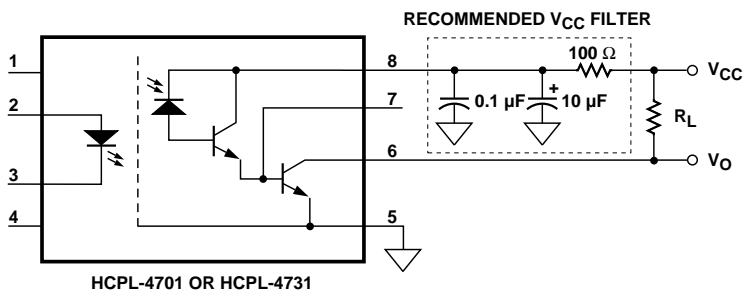 RECOMMENDED VCC FILTER
1
2
3
4
8
7
6
5
100 Ω
0.1 µF
+
10 µF
VCC
RL
VO
HCPL-4701 OR HCPL-4731